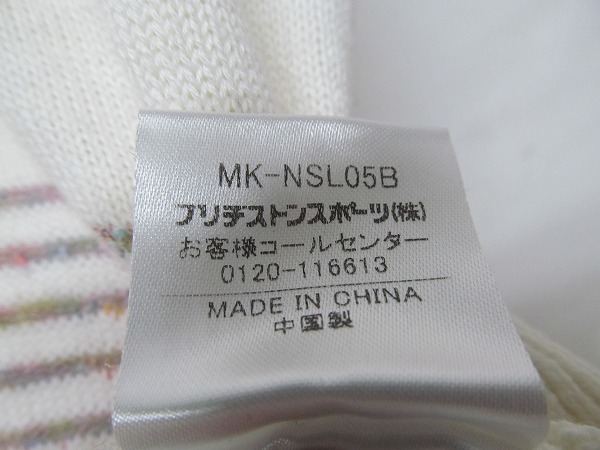 MK-NSL05B
ブリヂストンスポーツ(株)
お客様コールセンター
0120-116613
MADE IN CHINA
中国製